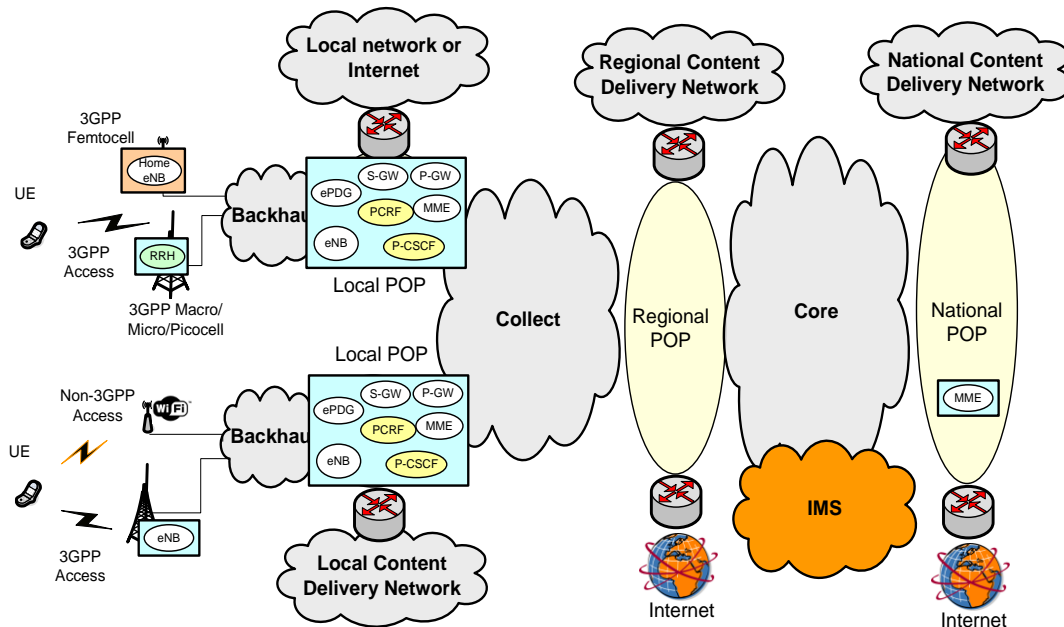 Local network or
Internet
Regional Content
Delivery Network
National Content
Delivery Network
3GPP
Femtocell
Home
eNB
UE
3GPP
Access
RRH
3GPP Macro/
Micro/Picocell
Backhau
S-GW
P-GW
ePDG
PCRF
MME
eNB
P-CSCF
Local POP
Collect
Regional
POP
Core
National
POP
MME
Local POP
Non-3GPP
Access
WiFi
UE
3GPP
Access
eNB
Backhau
S-GW
P-GW
ePDG
PCRF
MME
eNB
P-CSCF
Local Content
Delivery Network
IMS
Internet
Internet